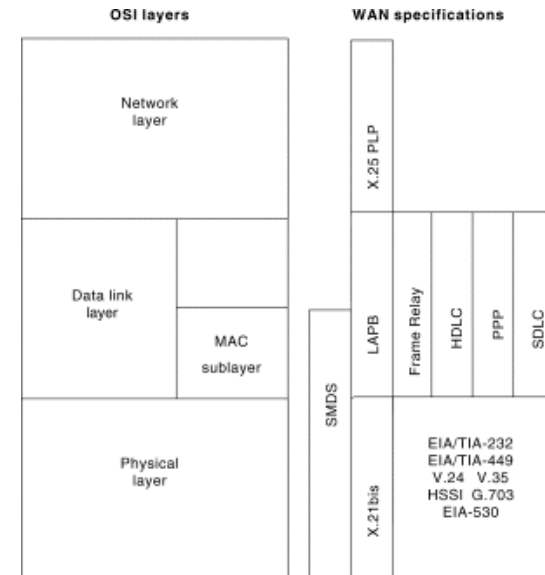 OSI layers
WAN specifications
Network
layer
Data link
layer
MAC
sublayer
Physical
layer
SMDS
X.25 PLP
LAPB
X.21bis
Frame Relay
HDLC
PPP
SDLC
EIA/TIA-232
EIA/TIA-449
V.24 V.35
HSSI G.703
EIA-530